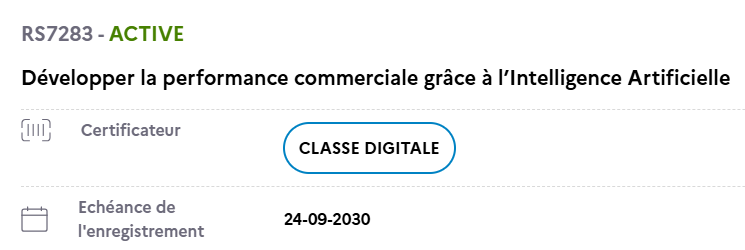 RS7283 - ACTIVE
Développer la performance commerciale grâce à l’Intelligence Artificielle
Certificateur
CLASSE DIGITALE
Echéance de
l'enregistrement
24-09-2030